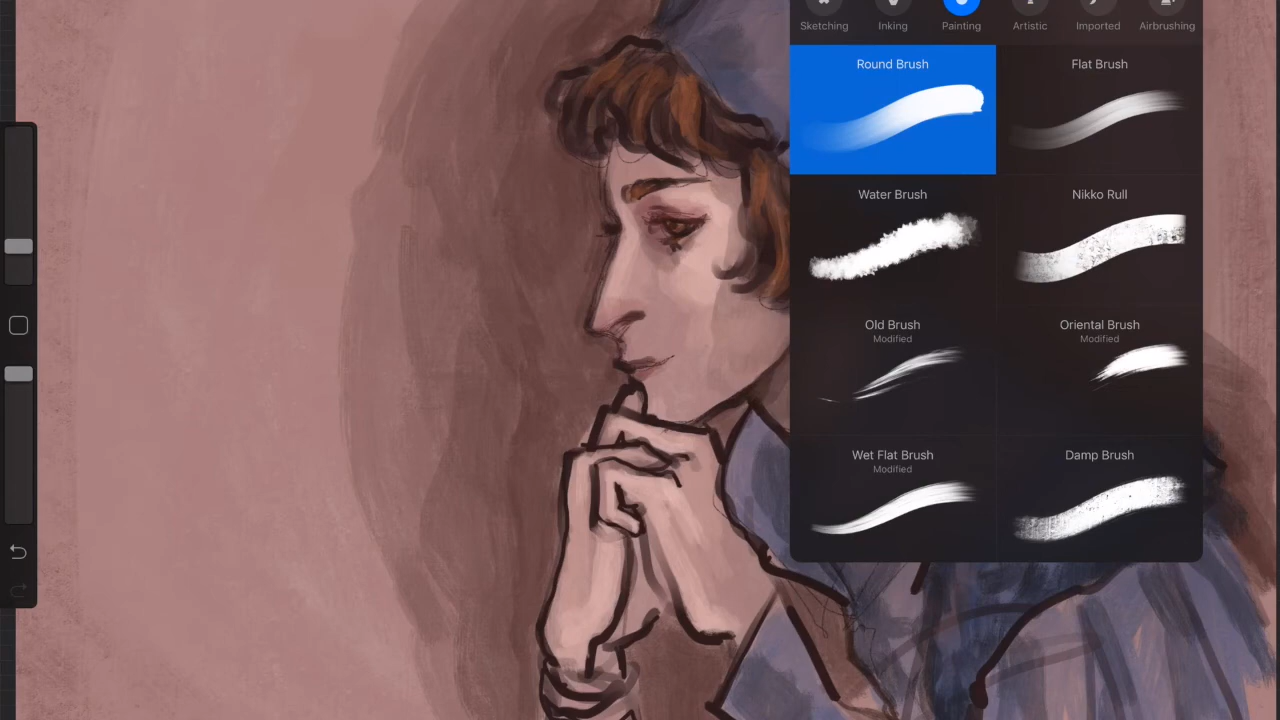 Sketching Inking Painting Artistic Imported Airbrushing
Round Brush Flat Brush
Water Brush Nikko Rull
Old Brush Oriental Brush
Modified Modified
Wet Flat Brush Damp Brush
Modified